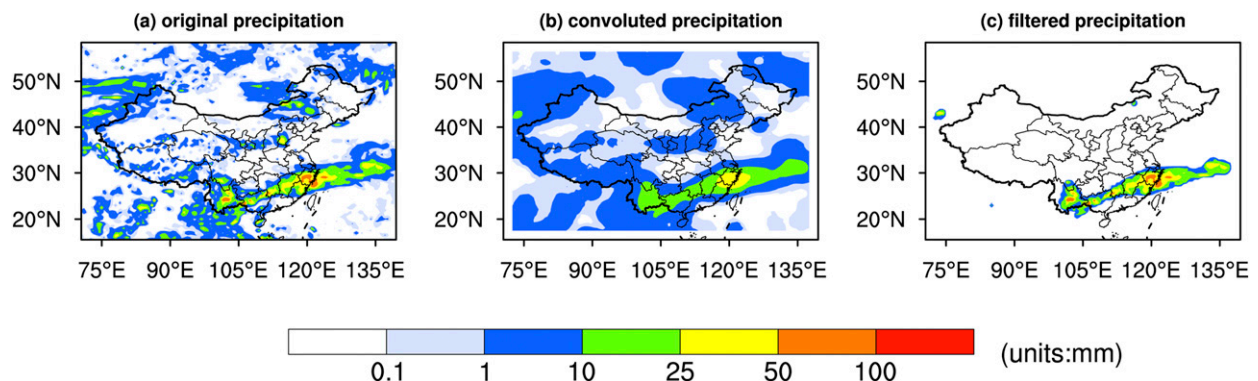 (a) original precipitation
(b) convoluted precipitation
(c) filtered precipitation
50°N
40°N
30°N
20°N
75°E 90°E 105°E 120°E 135°E
50°N
40°N
30°N
20°N
75°E 90°E 105°E 120°E 135°E
50°N
40°N
30°N
20°N
75°E 90°E 105°E 120°E 135°E
0.1 1 10 25 50 100
(units:mm)